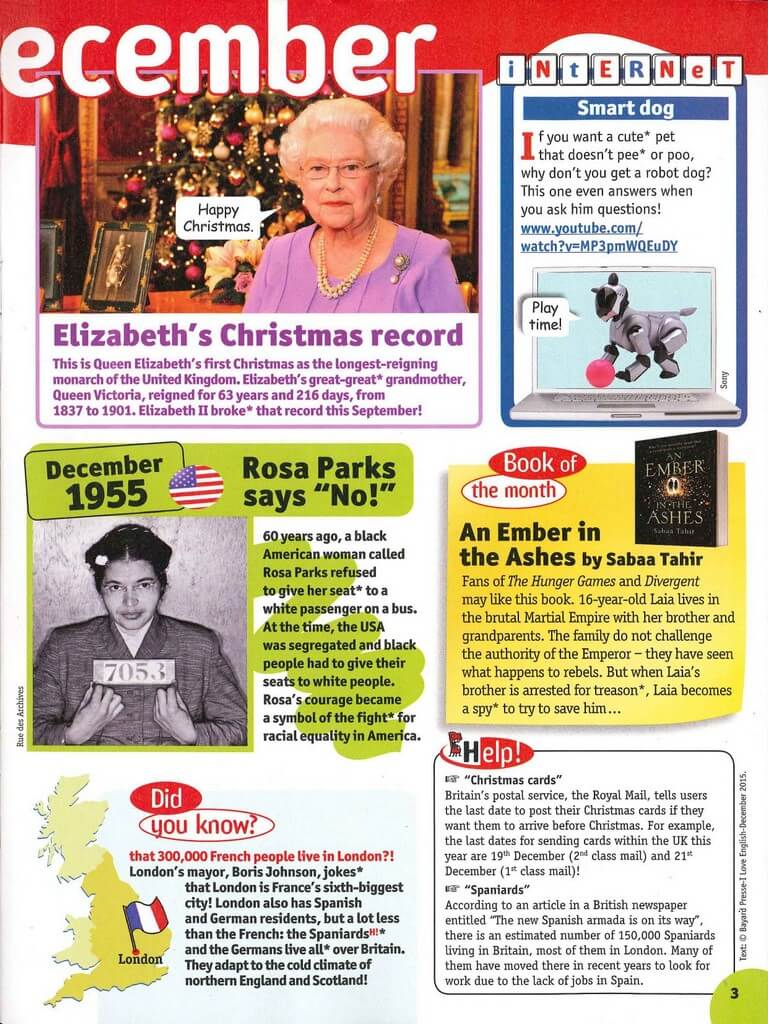 ecember
Happy
Christmas.
Elizabeth's Christmas record
This is Queen Elizabeth's first Christmas as the longest-reigning
monarch of the United Kingdom. Elizabeth's great-great* grandmother,
Queen Victoria, reigned for 63 years and 216 days, from
1837 to 1901. Elizabeth II broke* that record this September!
iNtERNeT
Smart dog
If you want a cute* pet
that doesn't pee* or poo,
why don't you get a robot dog?
This one even answers when
you ask him questions!
www.youtube.com/
watch?v=MP3pmWQEuDY
Play
time!
Sony
December
1955
Rosa Parks
says "No!"
60 years ago, a black
American woman called
Rosa Parks refused
to give her seat* to a
white passenger on a bus.
At the time, the USA
was segregated and black
people had to give their
seats to white people.
Rosa's courage became
a symbol of the fight* for
racial equality in America.
7053
Rue des Archives
Book of
the month
AN
EMBER
IN THE
ASHES
Sabaa Tahir
An Ember in
the Ashes by Sabaa Tahir
Fans of The Hunger Games and Divergent
may like this book. 16-year-old Laia lives in
the brutal Martial Empire with her brother and
grandparents. The family do not challenge
the authority of the Emperor – they have seen
what happens to rebels. But when Laia's
brother is arrested for treason*, Laia becomes
a spy* to try to save him...
Did
you know?
that 300,000 French people live in London?!
London's mayor, Boris Johnson, jokes*
that London is France's sixth-biggest
city! London also has Spanish
and German residents, but a lot less
than the French: the SpaniardsH!*
and the Germans live all* over Britain.
They adapt to the cold climate of
northern England and Scotland!
London
Help!
☞ "Christmas cards"
Britain's postal service, the Royal Mail, tells users
the last date to post their Christmas cards if they
want them to arrive before Christmas. For example,
the last dates for sending cards within the UK this
year are 19th December (2nd class mail) and 21st
December (1st class mail)!
☞ "Spaniards"
According to an article in a British newspaper
entitled "The new Spanish armada is on its way",
there is an estimated number of 150,000 Spaniards
living in Britain, most of them in London. Many of
them have moved there in recent years to look for
work due to the lack of jobs in Spain.
Text: © Bayard Presse-I Love English-December 2015.
3